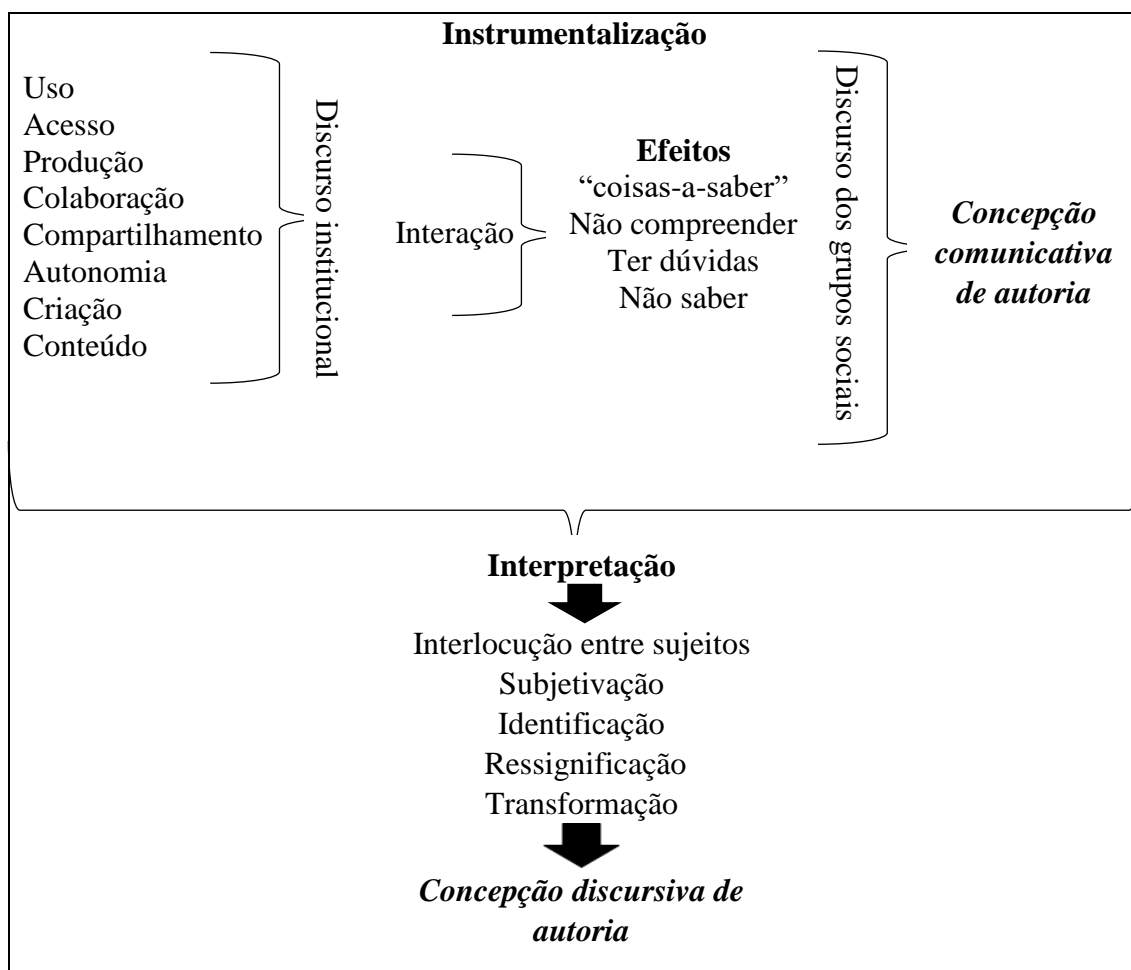 Instrumentalização
Uso
Acesso
Produção
Colaboração
Compartilhamento
Autonomia
Criação
Conteúdo
Discurso institucional
Interação
Efeitos
“coisas-a-saber”
Não compreender
Ter dúvidas
Não saber
Discurso dos grupos sociais
Concepção
comunicativa
de autoria
Interpretação
Interlocução entre sujeitos
Subjetivação
Identificação
Ressignificação
Transformação
Concepção discursiva de
autoria